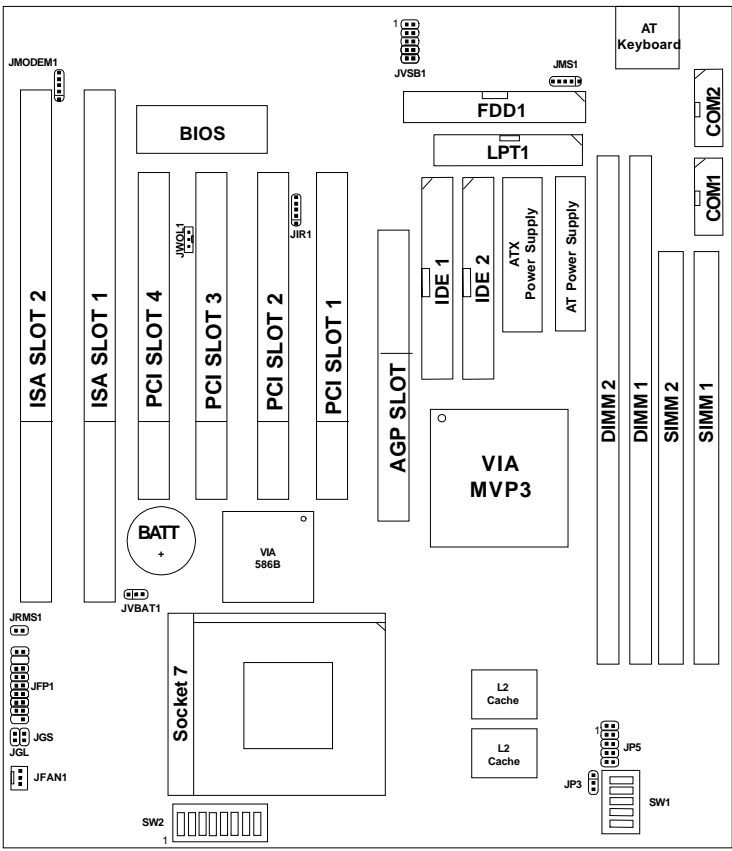 1
AT
Keyboard
JMODEM1
JVSB1
JMS1
FDD1
COM2
BIOS
LPT1
COM1
JWOL1
JIR1
IDE 1
IDE 2
ATX
Power Supply
AT Power Supply
ISA SLOT 2
ISA SLOT 1
PCI SLOT 4
PCI SLOT 3
PCI SLOT 2
PCI SLOT 1
AGP SLOT
DIMM 2
DIMM 1
SIMM 2
SIMM 1
VIA
MVP3
BATT
+
VIA
586B
JVBAT1
JRMS1
JFP1
Socket 7
L2
Cache
JGS
JGL
L2
Cache
1
JP5
JFAN1
JP3
SW1
SW2
1